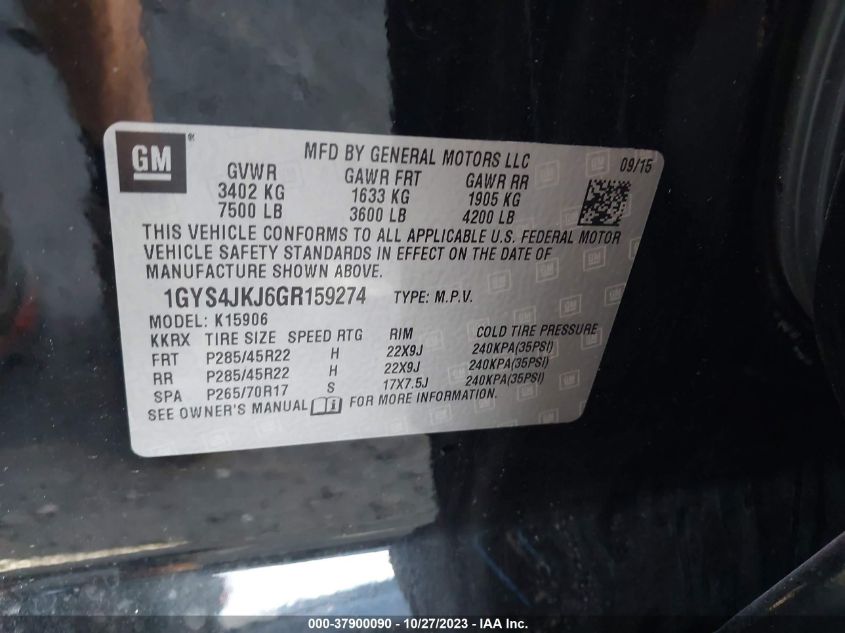 GM
MFD BY GENERAL MOTORS LLC 09/15
GVWR GAWR FRT GAWR RR
3402 KG 1633 KG 1905 KG
7500 LB 3600 LB 4200 LB
THIS VEHICLE CONFORMS TO ALL APPLICABLE U.S. FEDERAL MOTOR
VEHICLE SAFETY STANDARDS IN EFFECT ON THE DATE OF
MANUFACTURE SHOWN ABOVE.
1GYS4JKJ6GR159274 TYPE: M.P.V.
MODEL: K15906
KKRX TIRE SIZE SPEED RTG RIM COLD TIRE PRESSURE
FRT P285/45R22 H 22X9J 240KPA(35PSI)
RR P285/45R22 H 22X9J 240KPA(35PSI)
SPA P265/70R17 S 17X7.5J 240KPA(35PSI)
SEE OWNER'S MANUAL FOR MORE INFORMATION.
000-37900090 - 10/27/2023 - IAA Inc.